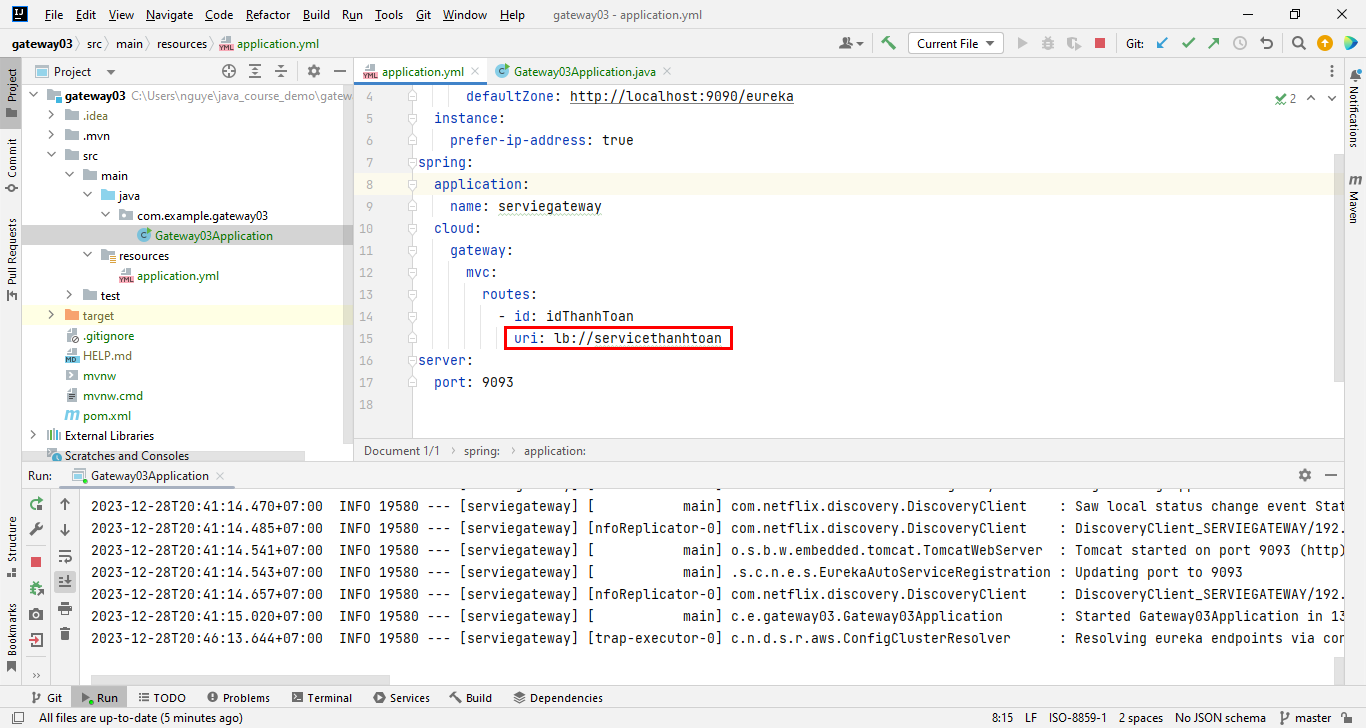 File Edit View Navigate Code Refactor Build Run Tools Git Window Help gateway03 - application.yml
gateway03 src main resources application.yml Current File Git:
Project
application.yml Gateway03Application.java
gateway03 C:\Users\nguye\java_course_demo\gatew
.idea
.mvn
src
main
java
com.example.gateway03
Gateway03Application
resources
application.yml
test
target
.gitignore
HELP.md
mvnw
mvnw.cmd
pom.xml
External Libraries
Scratches and Consoles
4 defaultZone: http://localhost:9090/eureka
5 instance:
6 prefer-ip-address: true
7 spring:
8 application:
9 name: serviegateway
10 cloud:
11 gateway:
12 mvc:
13 routes:
14 - id: idThanhToan
15 uri: lb://servicethanhtoan
16 server:
17 port: 9093
18
2
Document 1/1 spring: application:
Project
Commit
Pull Requests
Structure
Bookmarks
Notifications
Maven
Run: Gateway03Application
2023-12-28T20:41:14.470+07:00 INFO 19580 --- [serviegateway] [ main] com.netflix.discovery.DiscoveryClient : Saw local status change event Stat
2023-12-28T20:41:14.485+07:00 INFO 19580 --- [serviegateway] [nfoReplicator-0] com.netflix.discovery.DiscoveryClient : DiscoveryClient_SERVIEGATEWAY/192.
2023-12-28T20:41:14.541+07:00 INFO 19580 --- [serviegateway] [ main] o.s.b.w.embedded.tomcat.TomcatWebServer : Tomcat started on port 9093 (http)
2023-12-28T20:41:14.543+07:00 INFO 19580 --- [serviegateway] [ main] .s.c.n.e.s.EurekaAutoServiceRegistration : Updating port to 9093
2023-12-28T20:41:14.657+07:00 INFO 19580 --- [serviegateway] [nfoReplicator-0] com.netflix.discovery.DiscoveryClient : DiscoveryClient_SERVIEGATEWAY/192.
2023-12-28T20:41:15.020+07:00 INFO 19580 --- [serviegateway] [ main] c.e.gateway03.Gateway03Application : Started Gateway03Application in 13
2023-12-28T20:46:13.644+07:00 INFO 19580 --- [serviegateway] [trap-executor-0] c.n.d.s.r.aws.ConfigClusterResolver : Resolving eureka endpoints via con
Git Run TODO Problems Terminal Services Build Dependencies
All files are up-to-date (5 minutes ago) 8:15 LF ISO-8859-1 2 spaces No JSON schema master